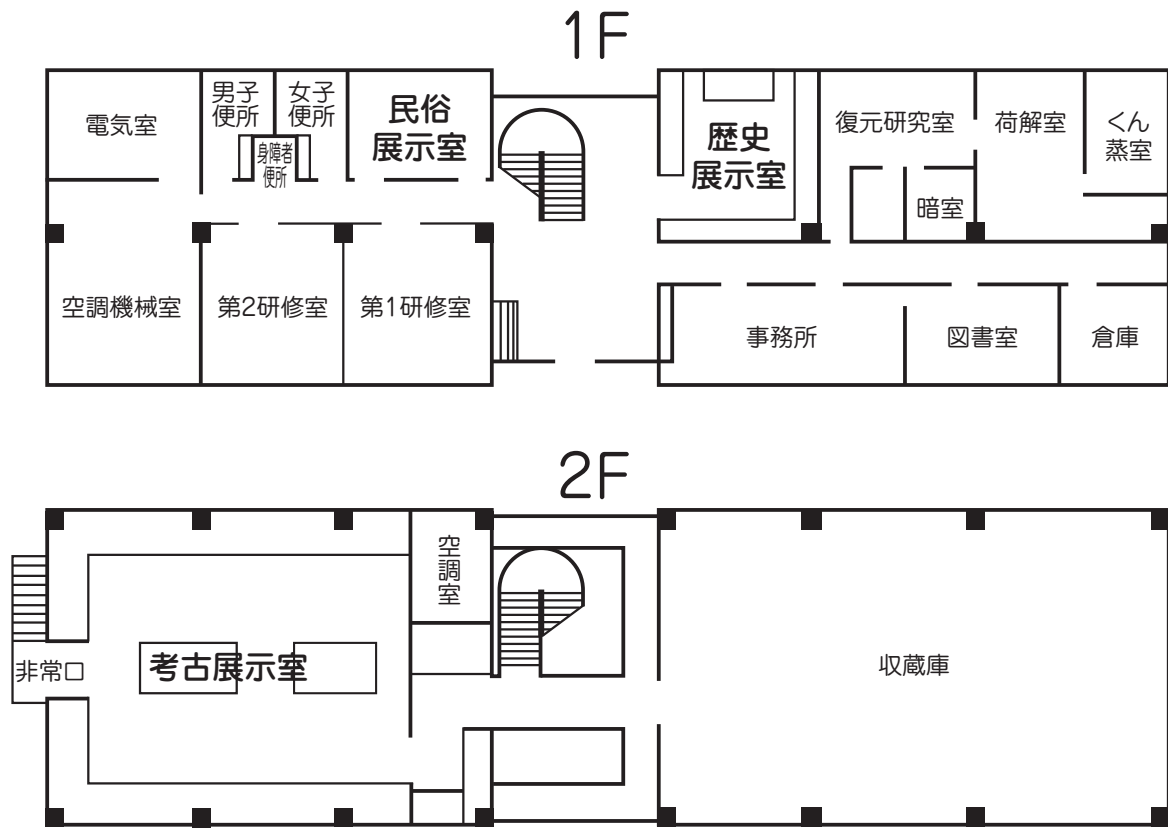 1F
電気室
男子
便所
女子
便所
身障者
便所
民俗
展示室
歴史
展示室
復元研究室
荷解室
くん
蒸室
暗室
空調機械室
第2研修室
第1研修室
事務所
図書室
倉庫
2F
空調室
非常口
考古展示室
収蔵庫